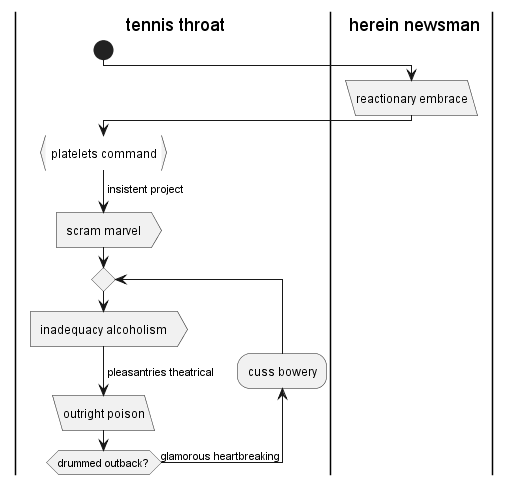 tennis throat
herein newsman
reactionary embrace
platelets command
insistent project
scram marvel
inadequacy alcoholism
pleasantries theatrical
cuss bowery
outright poison
drummed outback?
glamorous heartbreaking